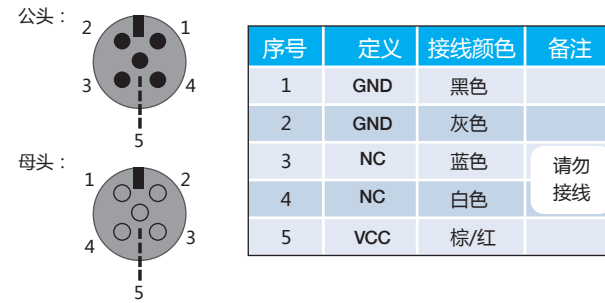 公头：
2 1
3 4
5
母头：
1 2
4 3
5
序号 定义 接线颜色 备注
1 GND 黑色
2 GND 灰色
3 NC 蓝色 请勿
4 NC 白色 接线
5 VCC 棕/红